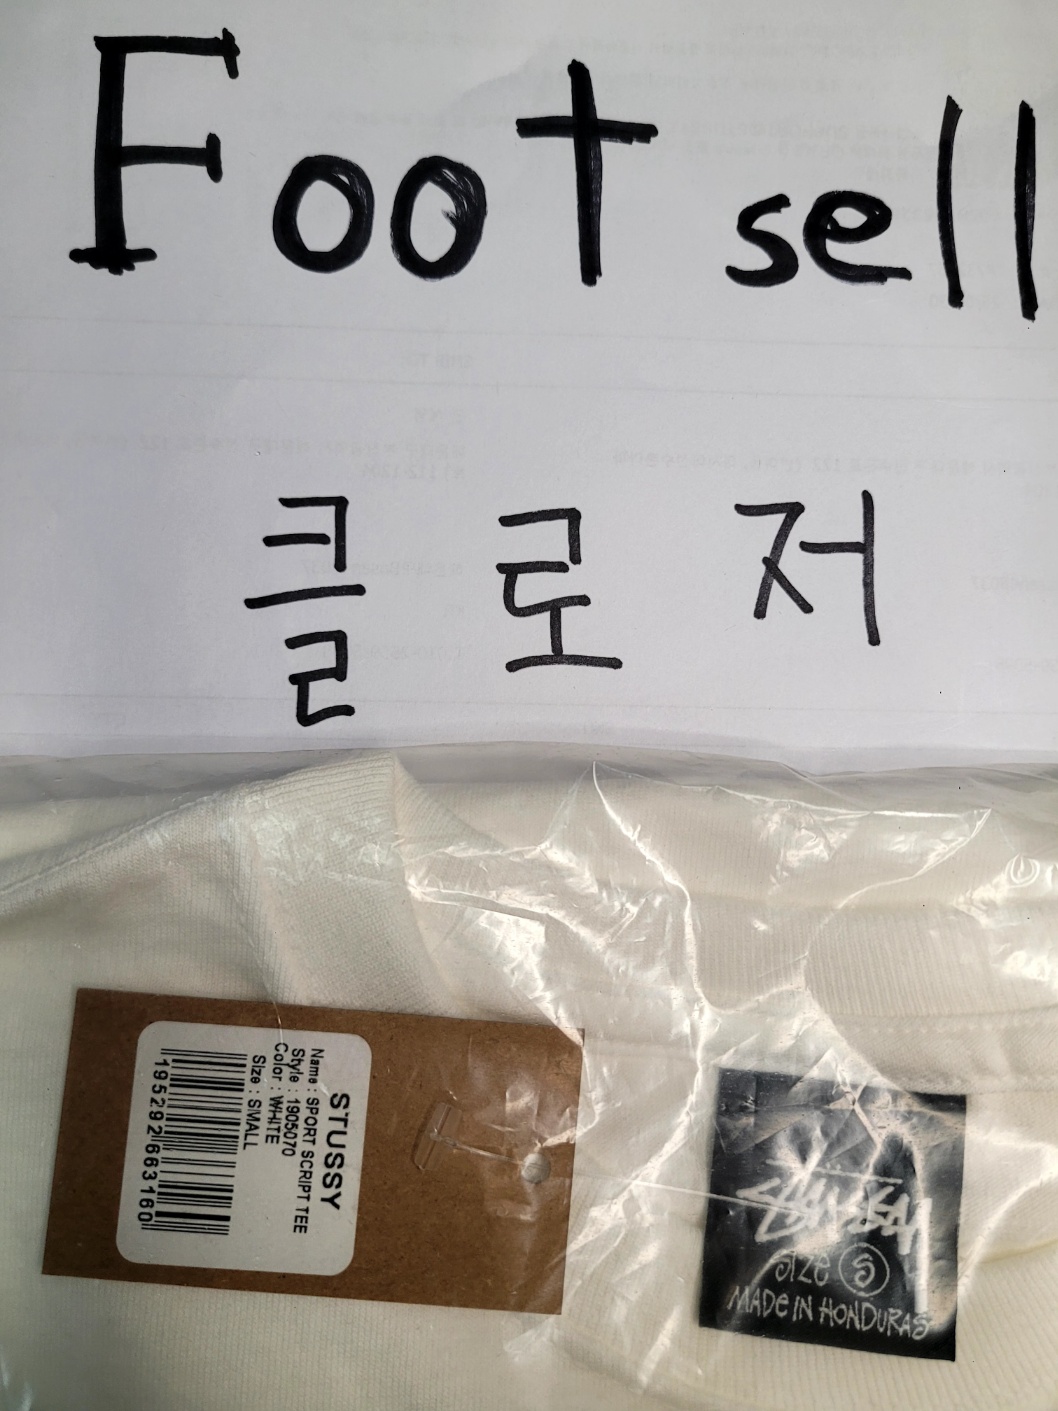 Foot sell
클로저
STUSSY
Name : SPORT SCRIPT TEE
Style : 1905070
Color : WHITE
Size : SMALL
195292663160
Stüssy
SIZE S
MADE IN HONDURAS